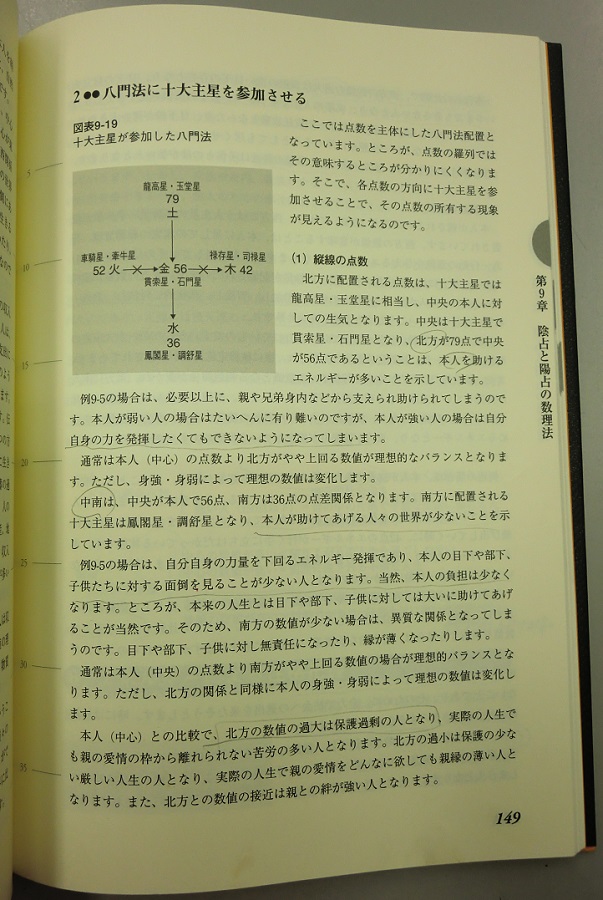 2●●八門法に十大主星を参加させる
図表9-19
十大主星が参加した八門法
龍高星・玉堂星
79
土
車騎星・牽牛星
禄存星・司禄星
52 火
金 56
木 42
貫索星・石門星
水
36
鳳閣星・調舒星
ここでは点数を主体にした八門法配置と
なっています。ところが、点数の羅列では
その意味するところが分かりにくくなりま
す。そこで、各点数の方向に十大主星を参
加させることで、その点数の所有する現象
が見えるようになるのです。
(1) 縦線の点数
北方に配置される点数は、十大主星では
龍高星・玉堂星に相当し、中央の本人に対
しての生気となります。中央は十大主星で
貫索星・石門星となり、北方が79点で中央
が56点であるということは、本人を助ける
エネルギーが多いことを示しています。
例9-5の場合は、必要以上に、親や兄弟身内などから支えられ助けられてしまうので
す。本人が弱い人の場合はたいへんに有り難いのですが、本人が強い人の場合は自分
自身の力を発揮したくてもできないようになってしまいます。
通常は本人（中心）の点数より北方がやや上回る数値が理想的なバランスとなりま
す。ただし、身強・身弱によって理想の数値は変化します。
中南は、中央が本人で56点、南方は36点の点差関係となります。南方に配置される
十大主星は鳳閣星・調舒星となり、本人が助けてあげる人々の世界が少ないことを示
しています。
例9-5の場合は、自分自身の力量を下回るエネルギー発揮であり、本人の目下や部下、
子供たちに対する面倒を見ることが少ない人となります。当然、本人の負担は少なく
なります。ところが、本来の人生とは目下や部下、子供に対しては大いに助けてあげ
ることが当然です。そのため、南方の数値が少ない場合は、異質な関係となってしま
うのです。目下や部下、子供に対し無責任になったり、縁が薄くなったりします。
通常は本人（中央）の点数より南方がやや上回る数値の場合が理想的バランスとな
ります。ただし、北方の関係と同様に本人の身強・身弱によって理想の数値は変化し
ます。
本人（中心）との比較で、北方の数値の過大は保護過剰の人となり、実際の人生で
も親の愛情の枠から離れられない苦労の多い人となります。北方の過小は保護の少な
い厳しい人生の人となり、実際の人生で親の愛情をどんなに欲しても親縁の薄い人と
なります。また、北方との数値の接近は親との絆が強い人となります。
第9章 陰占と陽占の数理法
149
5
10
15
20
25
30
35